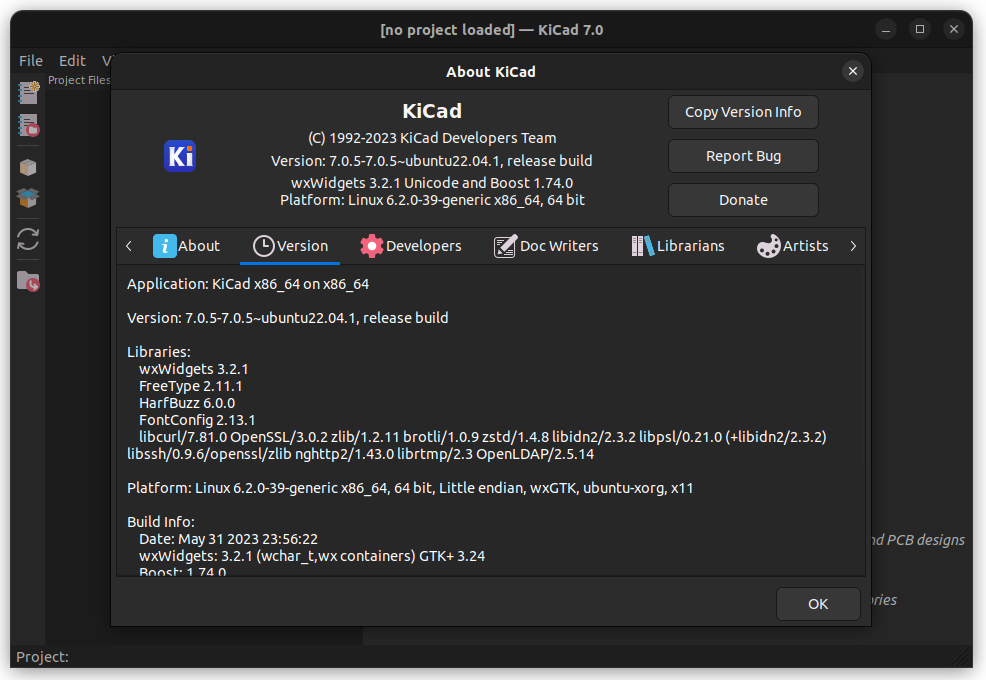 [no project loaded] — KiCad 7.0
File Edit
Project Files
About KiCad
KiCad
(C) 1992-2023 KiCad Developers Team
Version: 7.0.5-7.0.5~ubuntu22.04.1, release build
wxWidgets 3.2.1 Unicode and Boost 1.74.0
Platform: Linux 6.2.0-39-generic x86_64, 64 bit
Ki
Copy Version Info
Report Bug
Donate
i About Version Developers Doc Writers Librarians Artists
Application: KiCad x86_64 on x86_64
Version: 7.0.5-7.0.5~ubuntu22.04.1, release build
Libraries:
wxWidgets 3.2.1
FreeType 2.11.1
HarfBuzz 6.0.0
FontConfig 2.13.1
libcurl/7.81.0 OpenSSL/3.0.2 zlib/1.2.11 brotli/1.0.9 zstd/1.4.8 libidn2/2.3.2 libpsl/0.21.0 (+libidn2/2.3.2)
libssh/0.9.6/openssl/zlib nghttp2/1.43.0 librtmp/2.3 OpenLDAP/2.5.14
Platform: Linux 6.2.0-39-generic x86_64, 64 bit, Little endian, wxGTK, ubuntu-xorg, x11
Build Info:
Date: May 31 2023 23:56:22
wxWidgets: 3.2.1 (wchar_t,wx containers) GTK+ 3.24
Boost: 1.74.0
PCB designs
OK
Project: